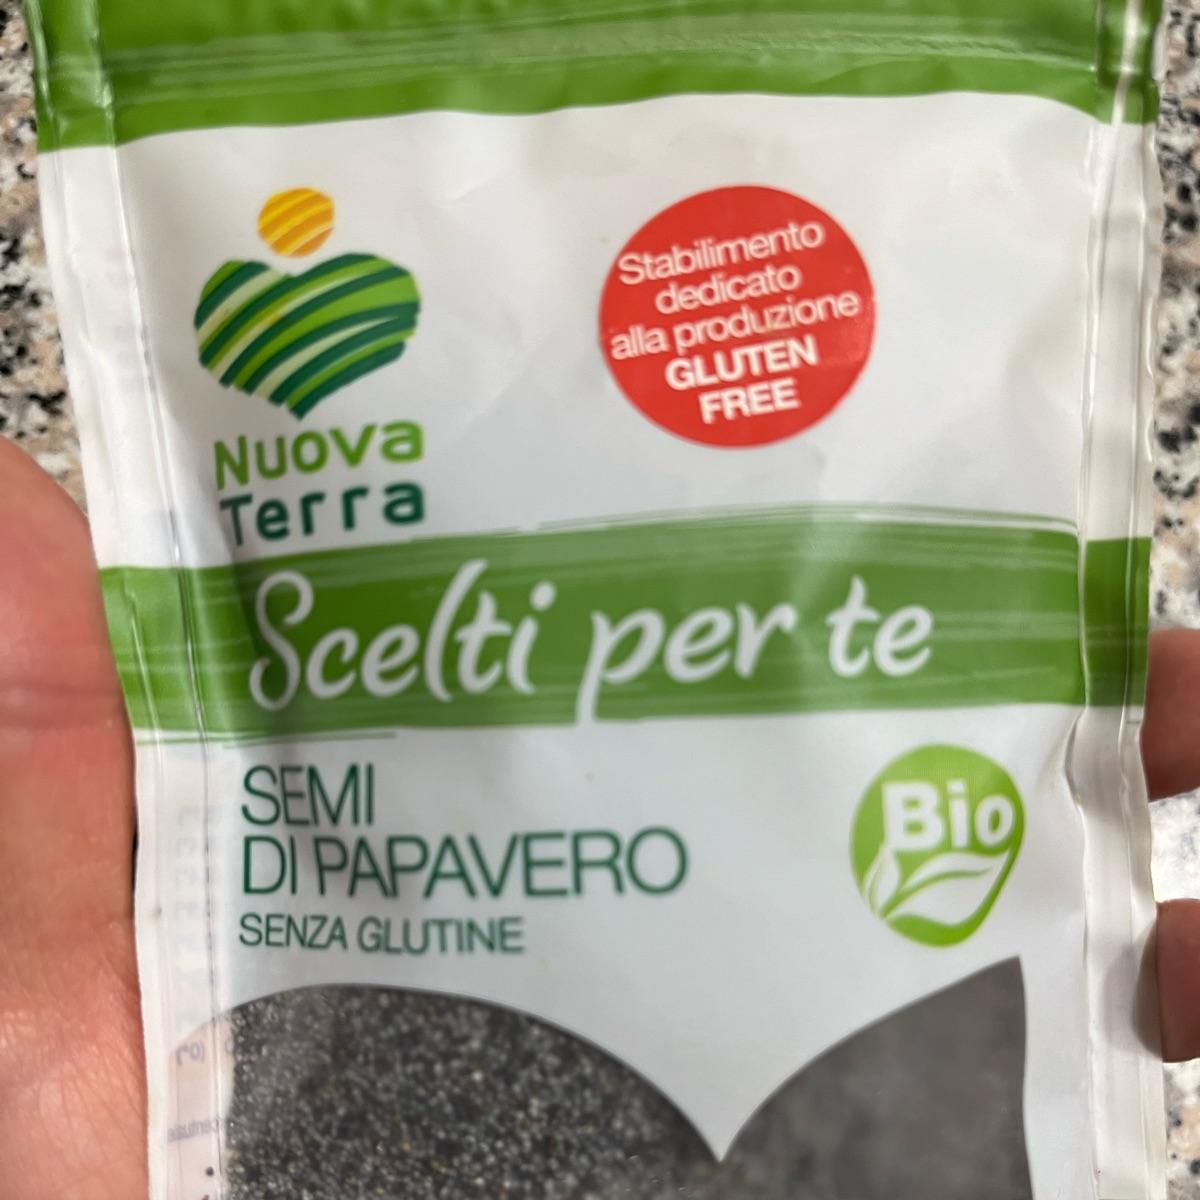 Nuova
Terra
Stabilimento
dedicato
alla produzione
GLUTEN
FREE
Scelti per te
SEMI
DI PAPAVERO
SENZA GLUTINE
Bio